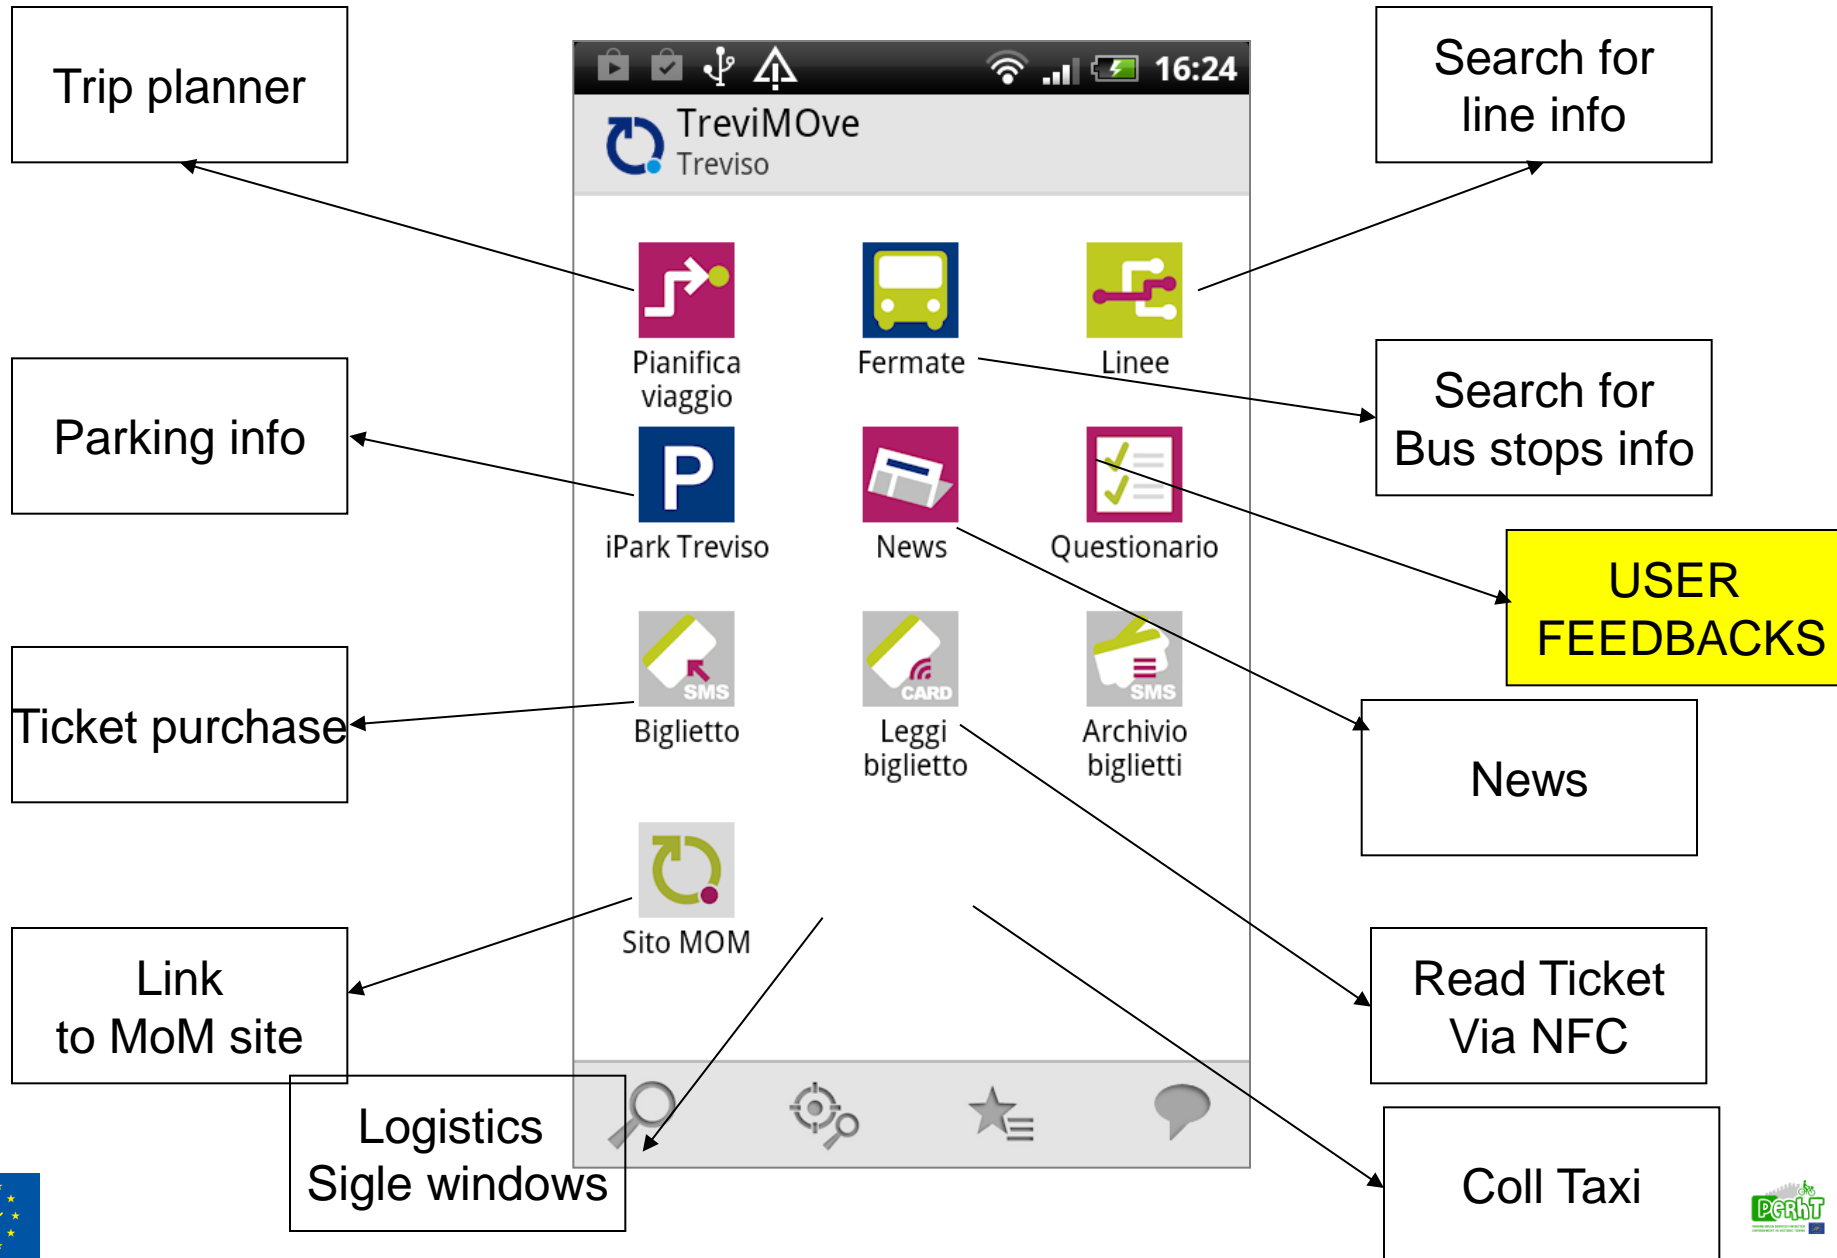 Trip planner
16:24
Search for
line info
TreviMOve
Treviso
Pianifica
viaggio
Fermate
Linee
Parking info
Search for
Bus stops info
P
iPark Treviso
News
Questionario
USER
FEEDBACKS
SMS
CARD
SMS
Ticket purchase
Biglietto
Leggi
biglietto
Archivio
biglietti
News
Sito MOM
Link
to MoM site
Read Ticket
Via NFC
Logistics
Sigle windows
Coll Taxi
PERHT